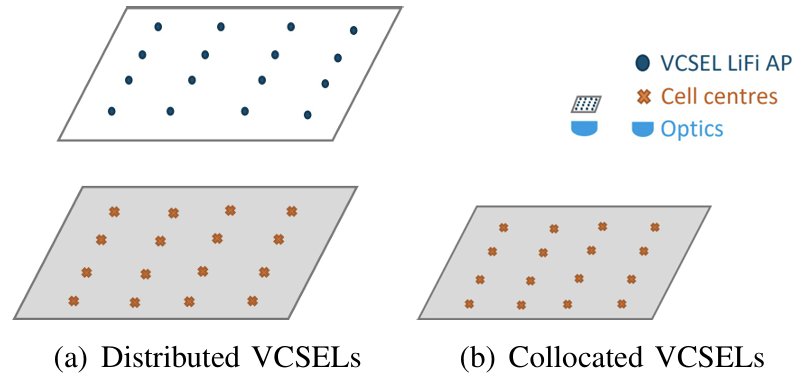 VCSEL LiFi AP
Cell centres
Optics
(a) Distributed VCSELs
(b) Collocated VCSELs